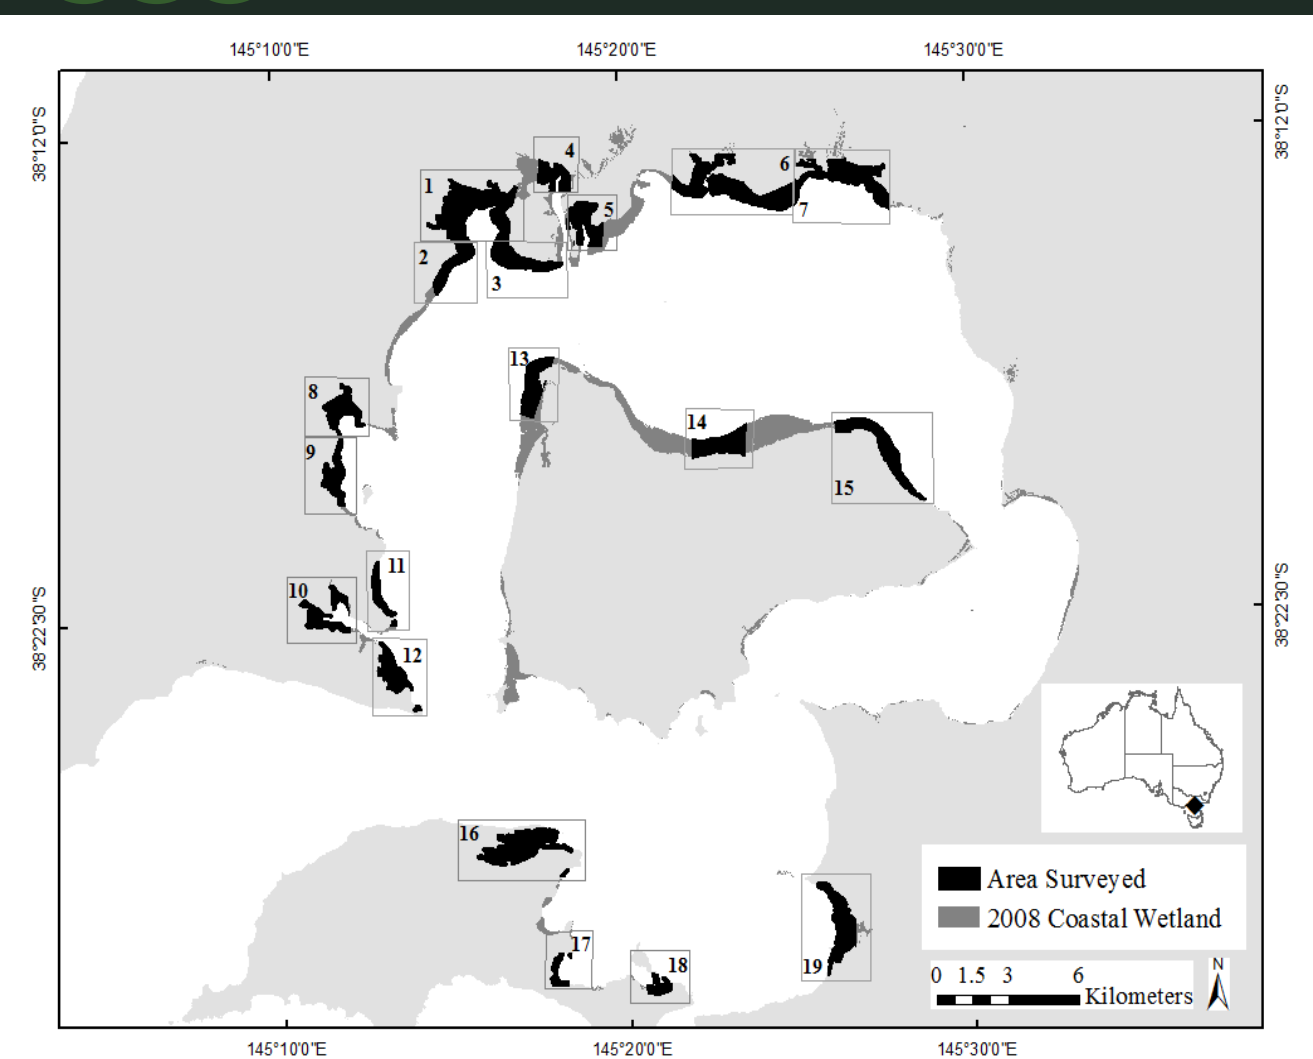 145°10'0"E 145°20'0"E 145°30'0"E
38°12'0"S
38°12'0"S
4
1
6
5
7
2
3
13
8
14
9
15
11
10
38°22'30"S
38°22'30"S
12
16
Area Surveyed
2008 Coastal Wetland
17
18
19
N
0 1.5 3 6
Kilometers
145°10'0"E 145°20'0"E 145°30'0"E